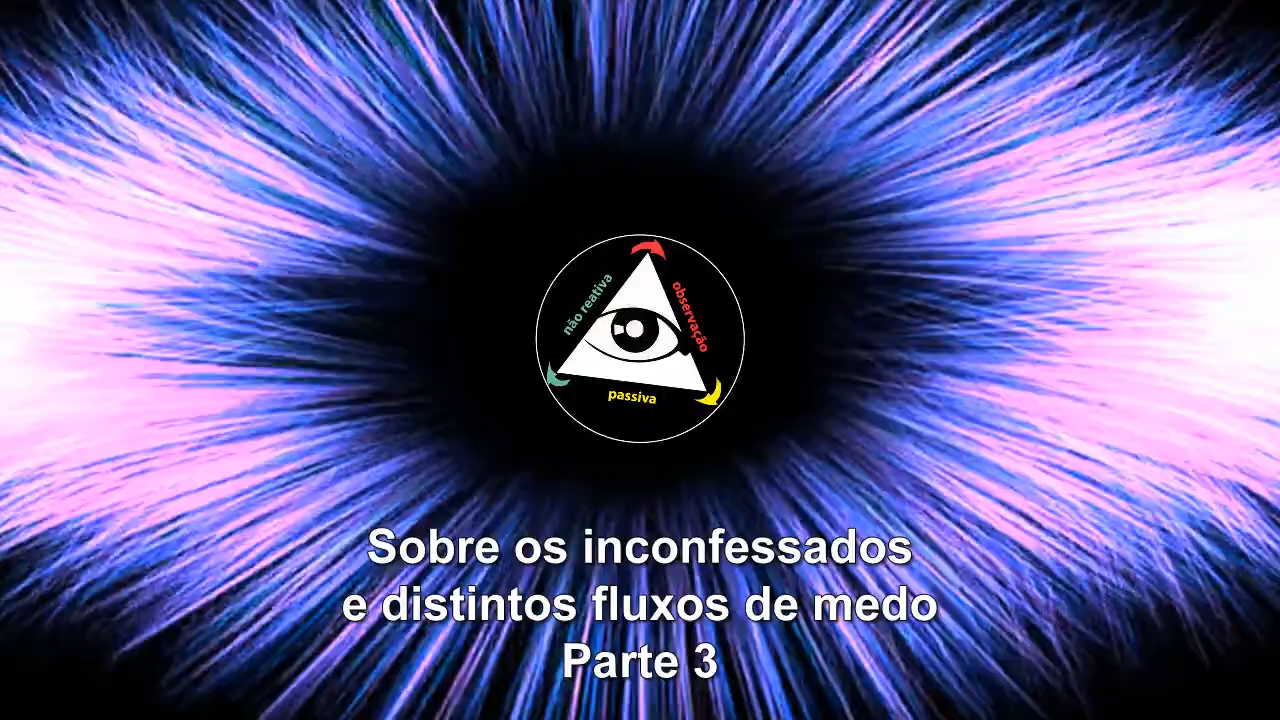 não reativa
observação
passiva
Sobre os inconfessados
e distintos fluxos de medo
Parte 3